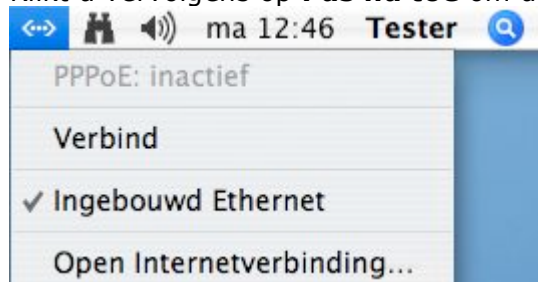 ma 12:46 Tester
PPPoE: inactief
Verbind
✓ Ingebouwd Ethernet
Open Internetverbinding...